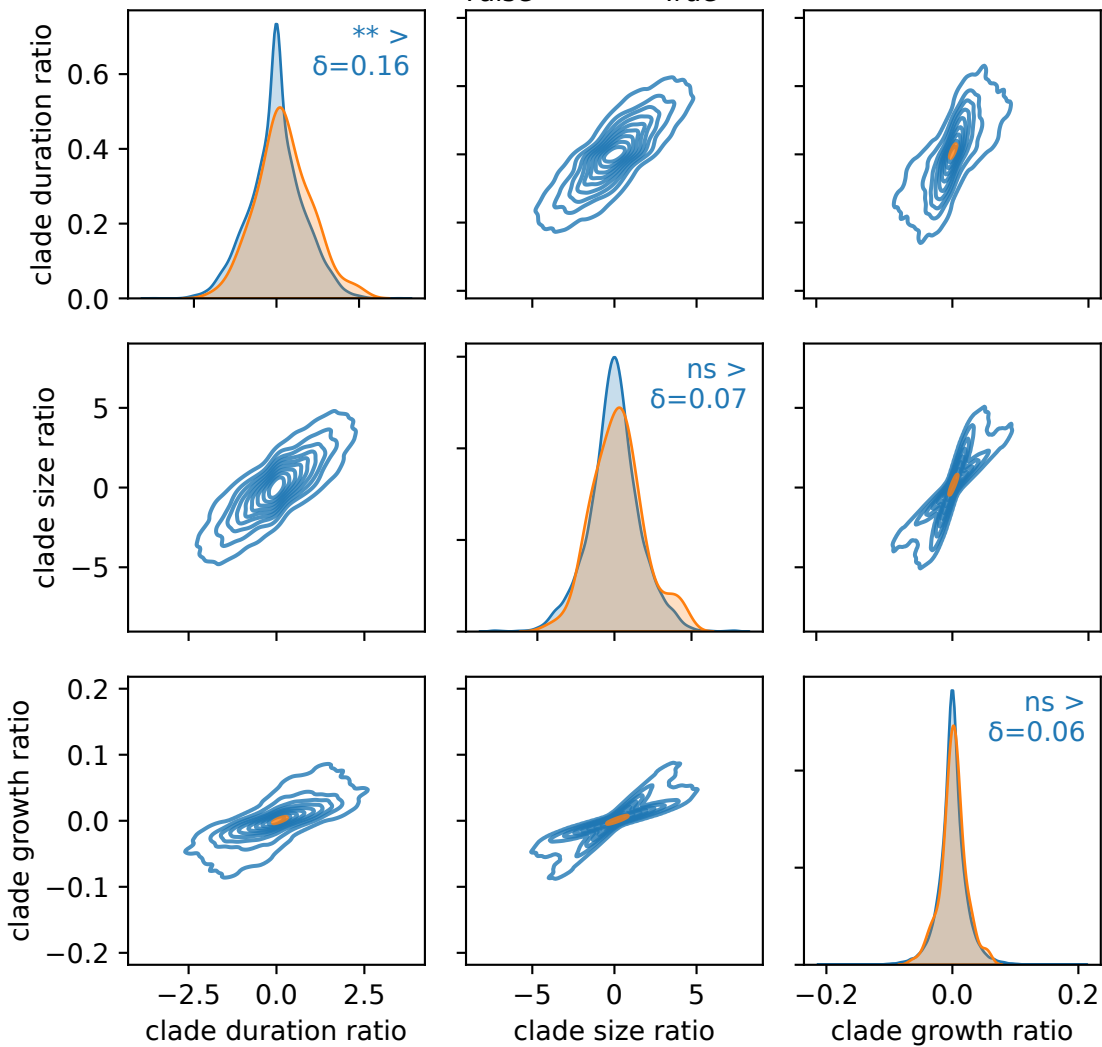 clade duration ratio
0.6
0.4
0.2
0.0
** >
δ=0.16
clade size ratio
5
0
−5
ns >
δ=0.07
clade growth ratio
0.2
0.1
0.0
−0.1
−0.2
ns >
δ=0.06
−2.5 0.0 2.5
−5 0 5
−0.2 0.0 0.2
clade duration ratio
clade size ratio
clade growth ratio